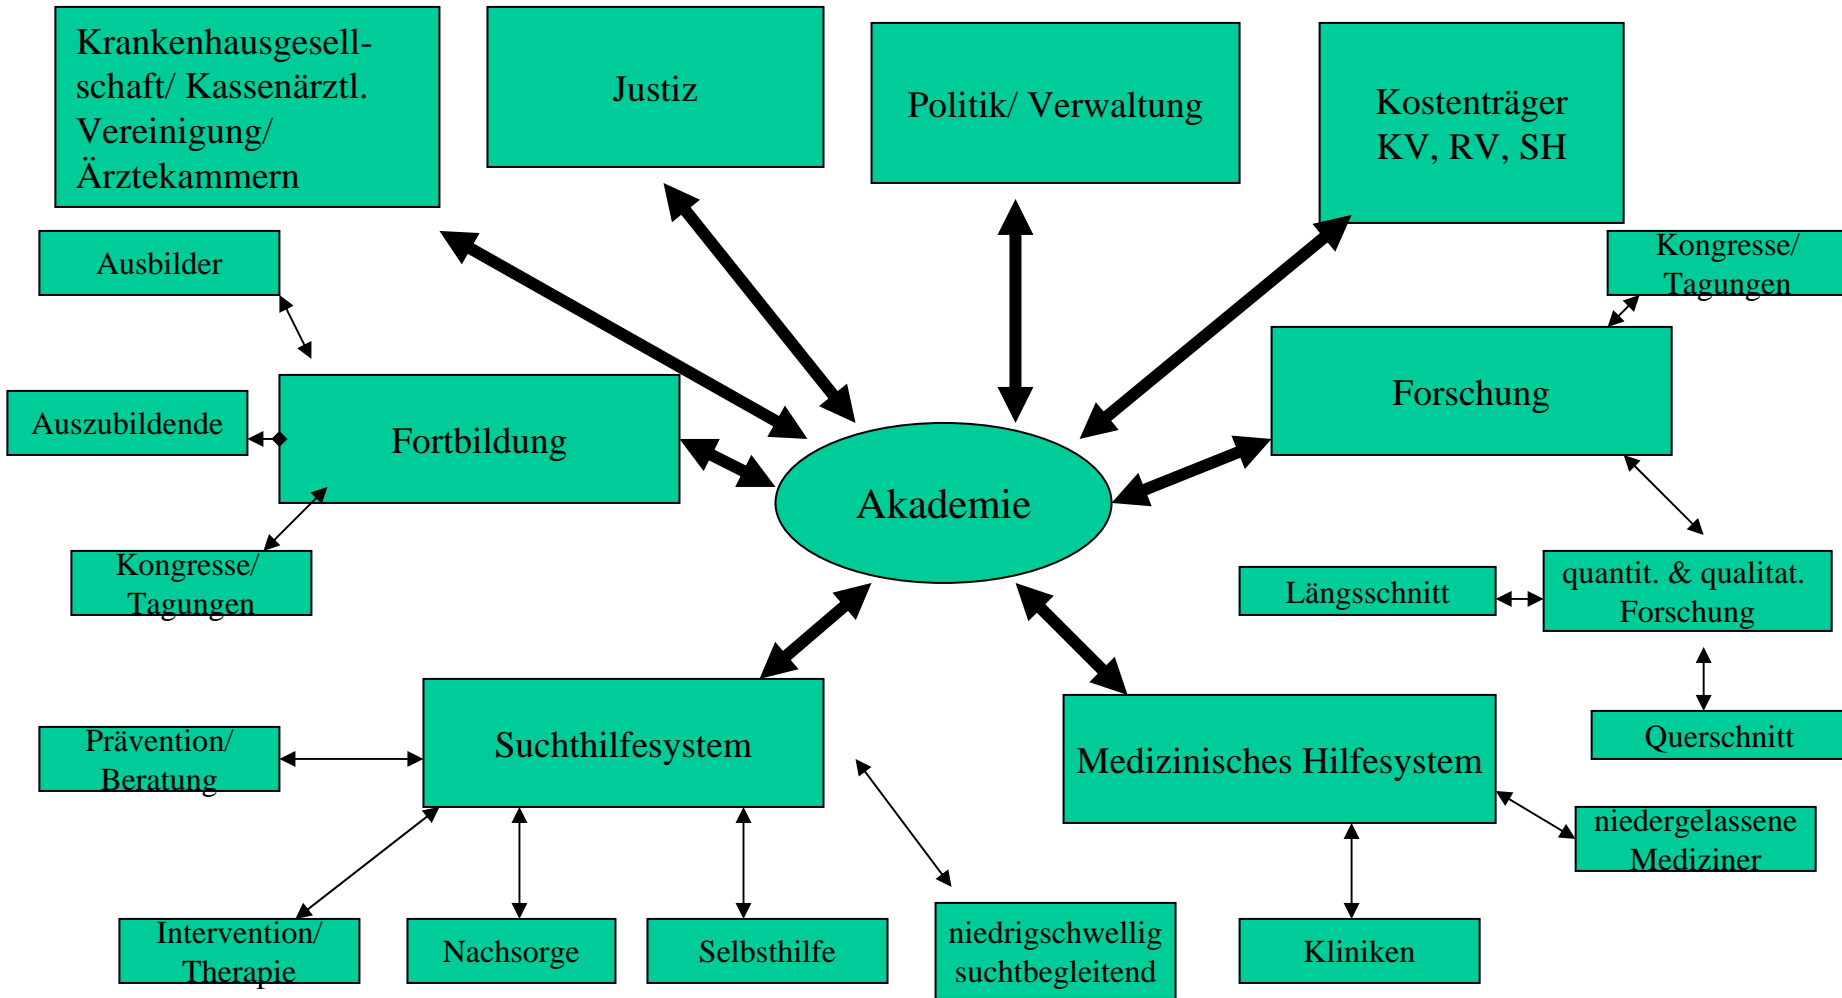 Krankenhausgesell-
schaft/ Kassenärztl.
Vereinigung/
Ärztekammern
Justiz
Politik/ Verwaltung
Kostenträger
KV, RV, SH
Ausbilder
Kongresse/
Tagungen
Auszubildende
Fortbildung
Forschung
Akademie
Kongresse/
Tagungen
Längsschnitt
quantit. & qualitat.
Forschung
Suchthilfesystem
Medizinisches Hilfesystem
Querschnitt
Prävention/
Beratung
niedergelassene
Mediziner
Intervention/
Therapie
Nachsorge
Selbsthilfe
niedrigschwellig
suchtbegleitend
Kliniken